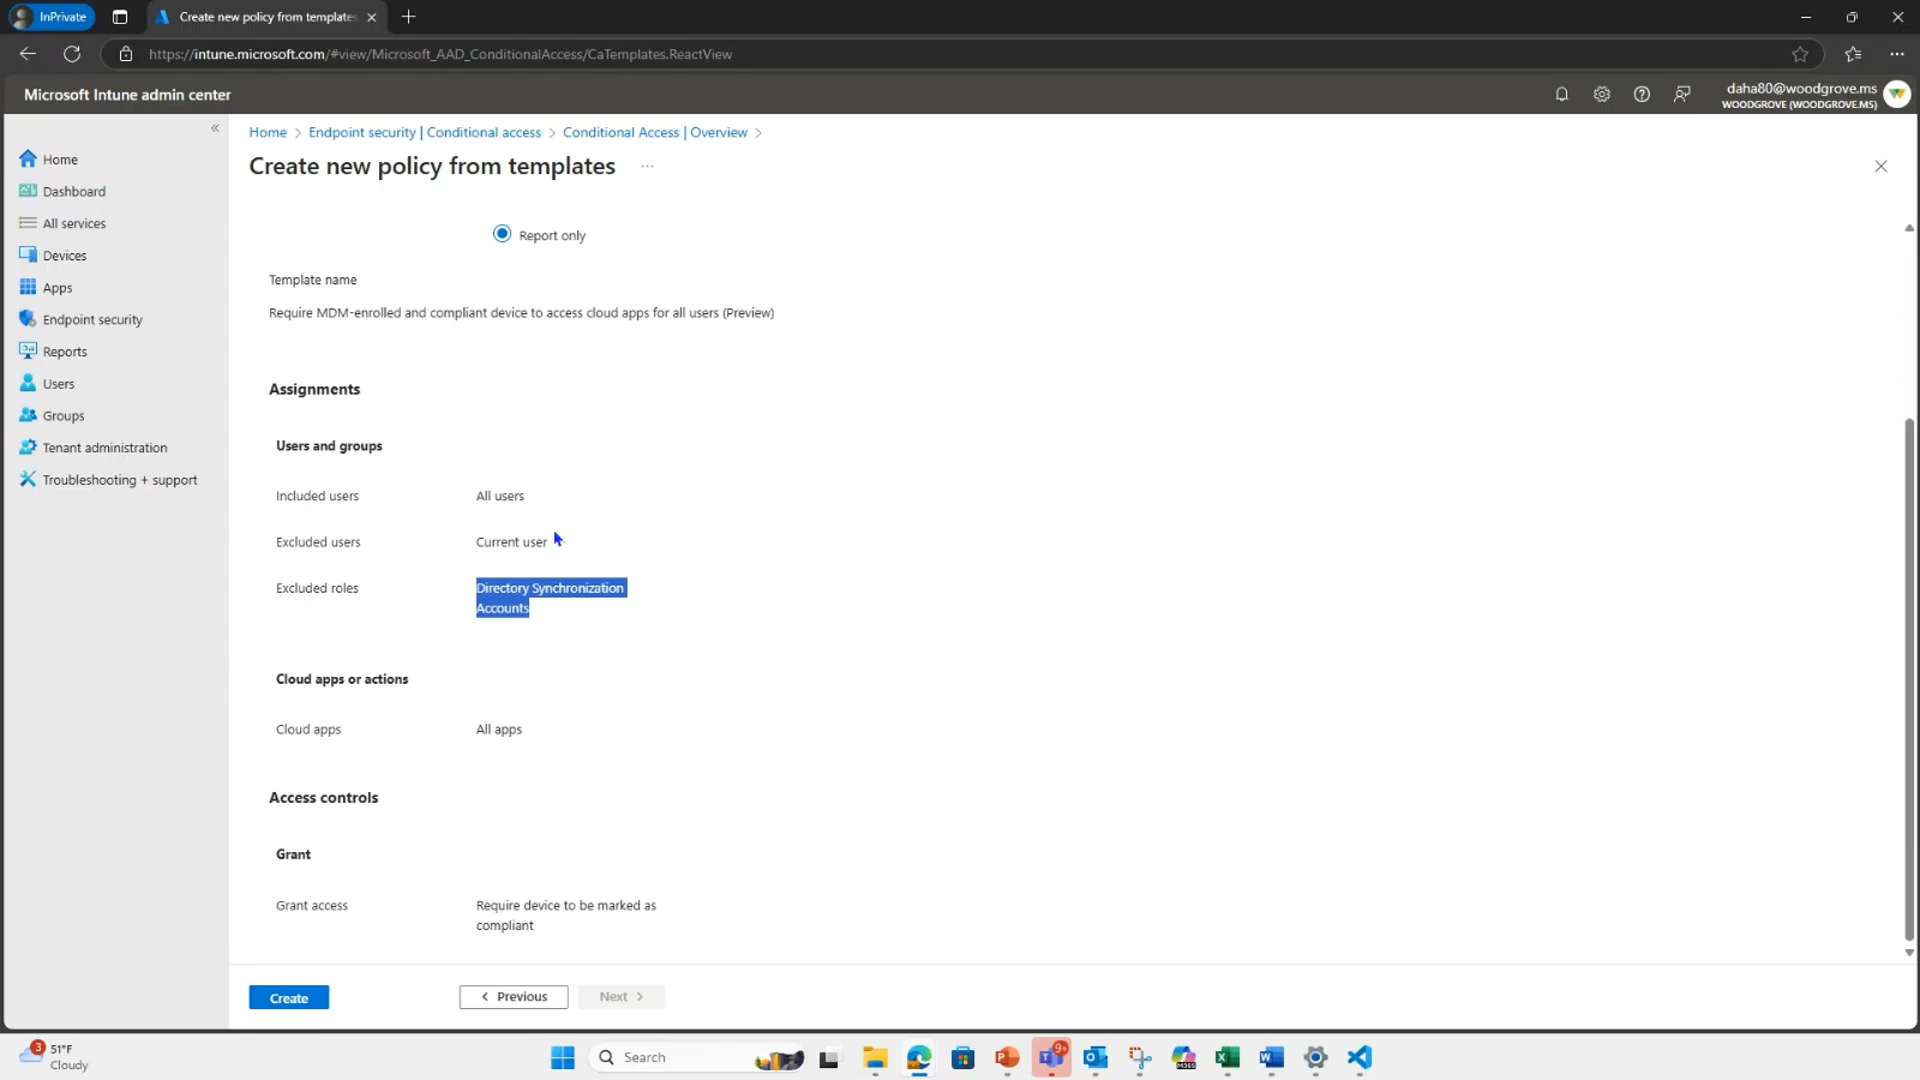 InPrivate
Create new policy from templates
https://intune.microsoft.com/#view/Microsoft_AAD_ConditionalAccess/CaTemplates.ReactView
Microsoft Intune admin center
daha80@woodgrove.ms
WOODGROVE (WOODGROVE.MS)
Home
Dashboard
All services
Devices
Apps
Endpoint security
Reports
Users
Groups
Tenant administration
Troubleshooting + support
Home > Endpoint security | Conditional access > Conditional Access | Overview >
Create new policy from templates ...
Report only
Template name
Require MDM-enrolled and compliant device to access cloud apps for all users (Preview)
Assignments
Users and groups
Included users All users
Excluded users Current user
Excluded roles Directory Synchronization
Accounts
Cloud apps or actions
Cloud apps All apps
Access controls
Grant
Grant access Require device to be marked as
compliant
Create < Previous Next >
3 51°F
Cloudy
Search
9+
M365